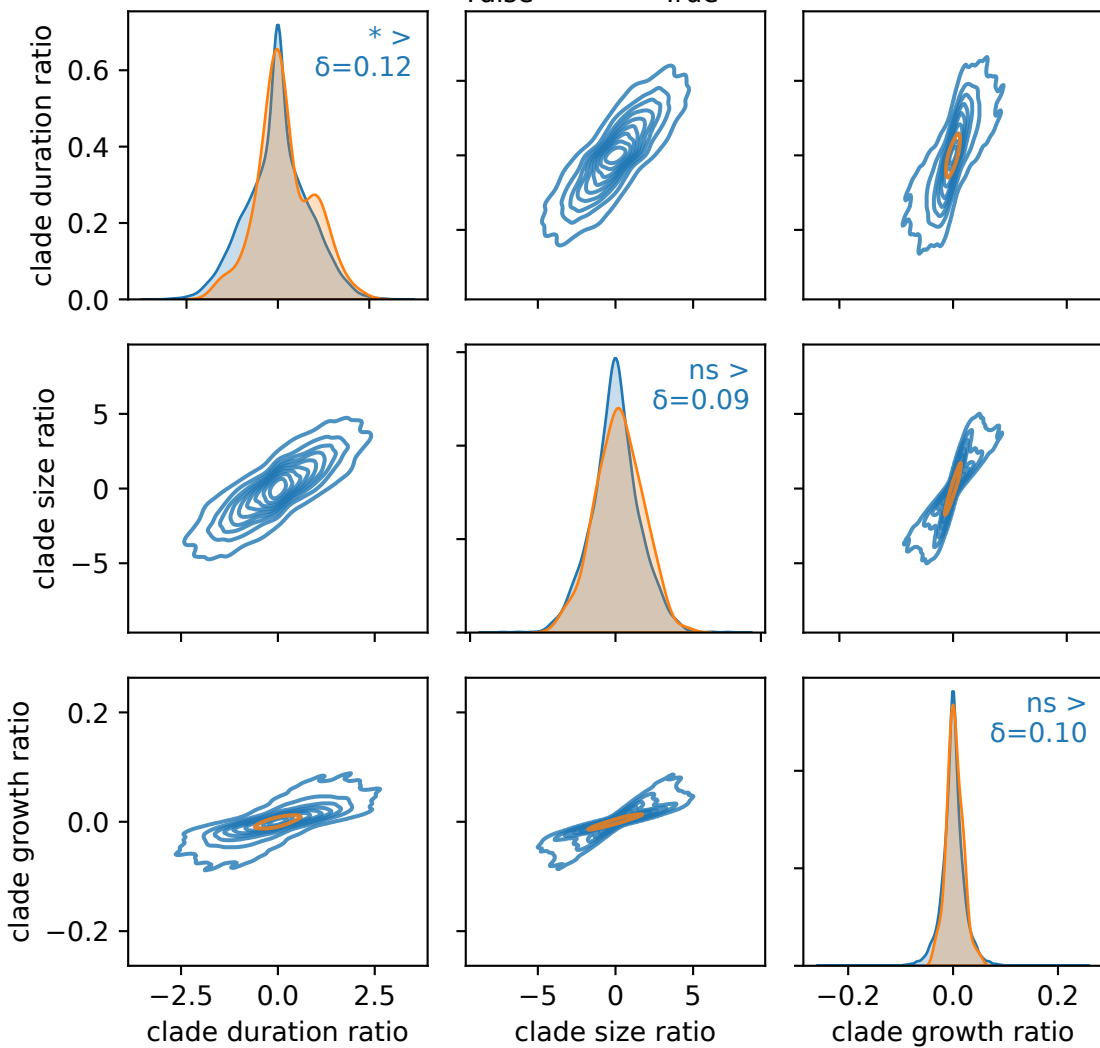 clade duration ratio
0.6
0.4
0.2
0.0
* >
δ=0.12
clade size ratio
5
0
−5
ns >
δ=0.09
clade growth ratio
0.2
0.0
−0.2
ns >
δ=0.10
−2.5 0.0 2.5
−5 0 5
−0.2 0.0 0.2
clade duration ratio
clade size ratio
clade growth ratio